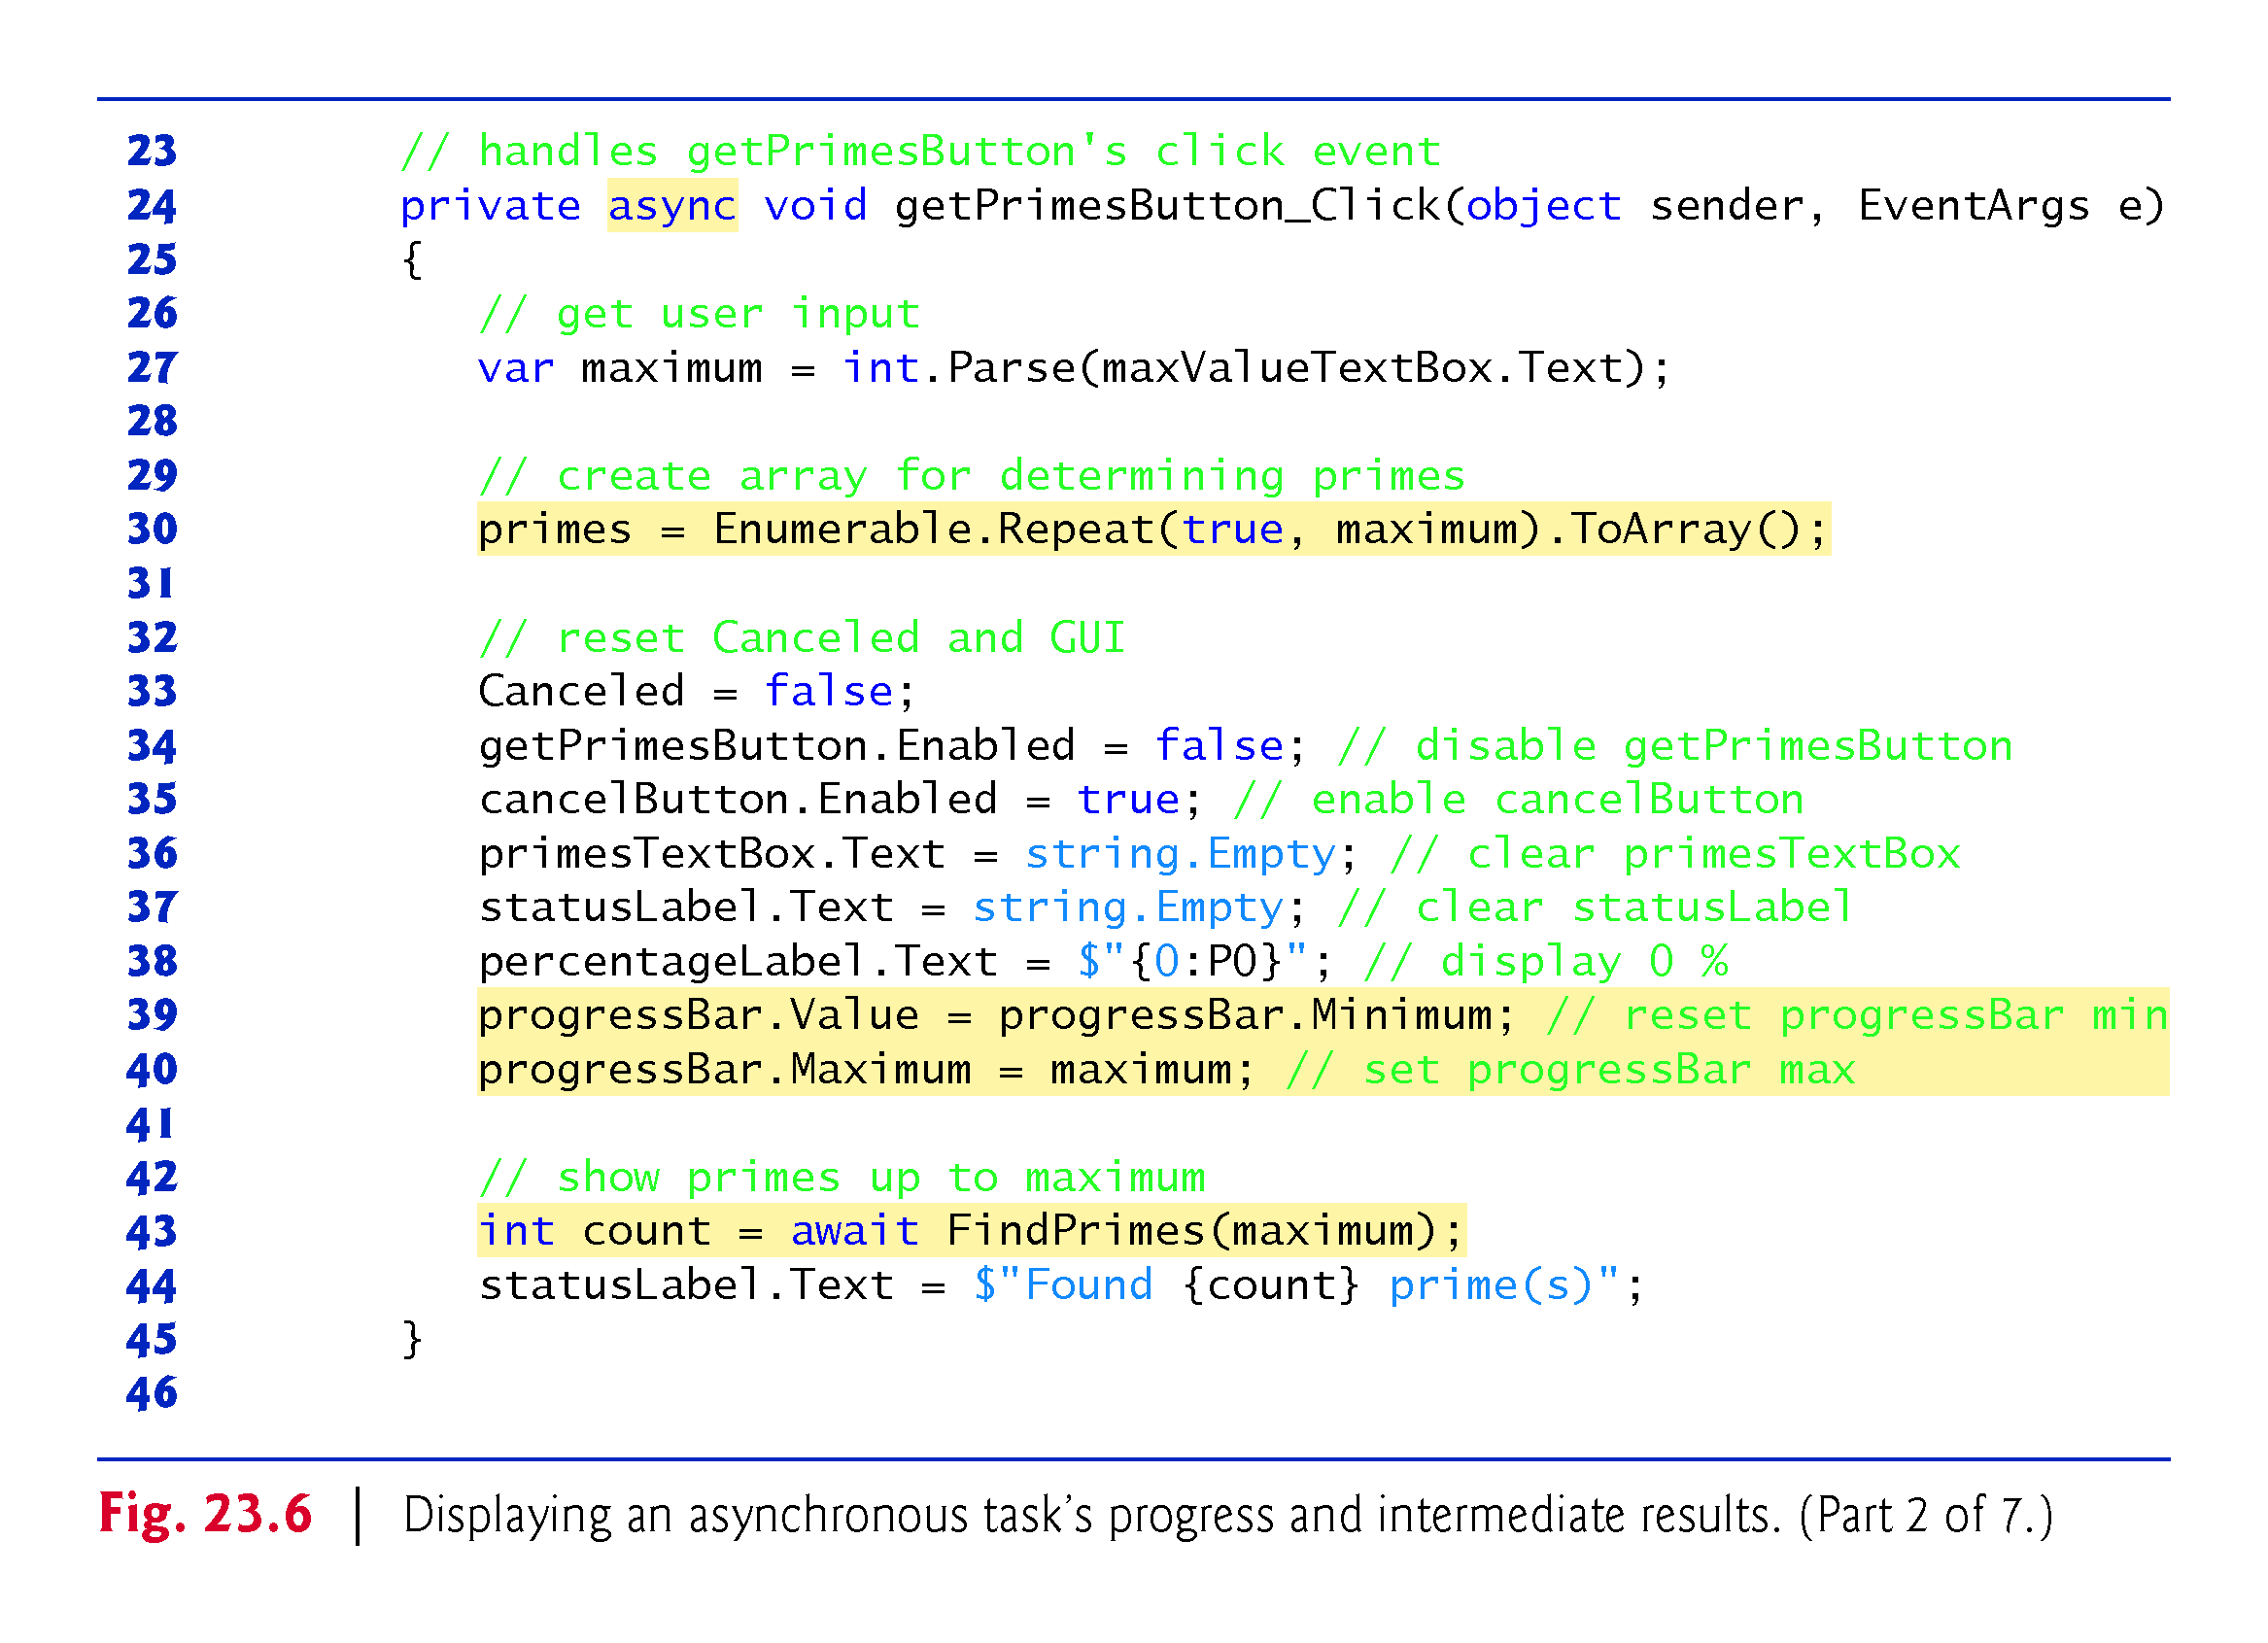 23 // handles getPrimesButton's click event
24 private async void getPrimesButton_Click(object sender, EventArgs e)
25 {
26 // get user input
27 var maximum = int.Parse(maxValueTextBox.Text);
28
29 // create array for determining primes
30 primes = Enumerable.Repeat(true, maximum).ToArray();
31
32 // reset Canceled and GUI
33 Canceled = false;
34 getPrimesButton.Enabled = false; // disable getPrimesButton
35 cancelButton.Enabled = true; // enable cancelButton
36 primesTextBox.Text = string.Empty; // clear primesTextBox
37 statusLabel.Text = string.Empty; // clear statusLabel
38 percentageLabel.Text = $"{0:P0}"; // display 0 %
39 progressBar.Value = progressBar.Minimum; // reset progressBar min
40 progressBar.Maximum = maximum; // set progressBar max
41
42 // show primes up to maximum
43 int count = await FindPrimes(maximum);
44 statusLabel.Text = $"Found {count} prime(s)";
45 }
46
Fig. 23.6 | Displaying an asynchronous task’s progress and intermediate results. (Part 2 of 7.)